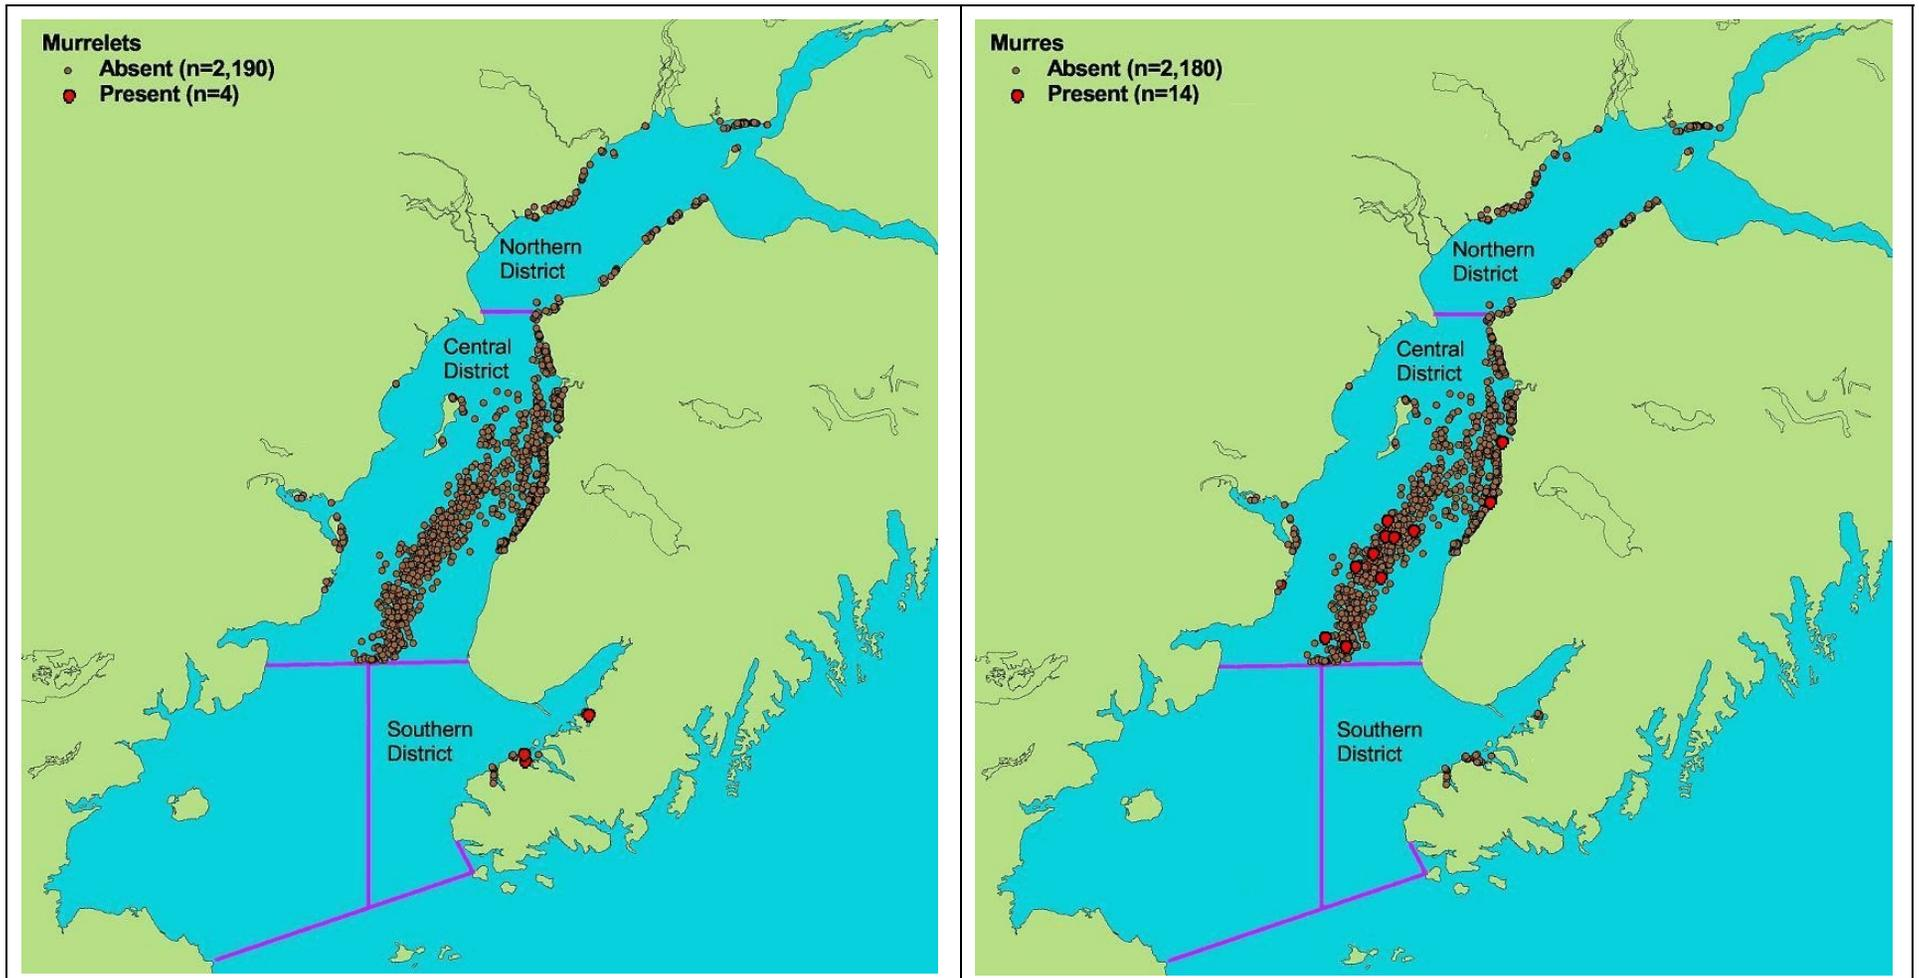 Murrelets
Absent (n=2,190)
Present (n=4)
Northern
District
Central
District
Southern
District
Murres
Absent (n=2,180)
Present (n=14)
Northern
District
Central
District
Southern
District